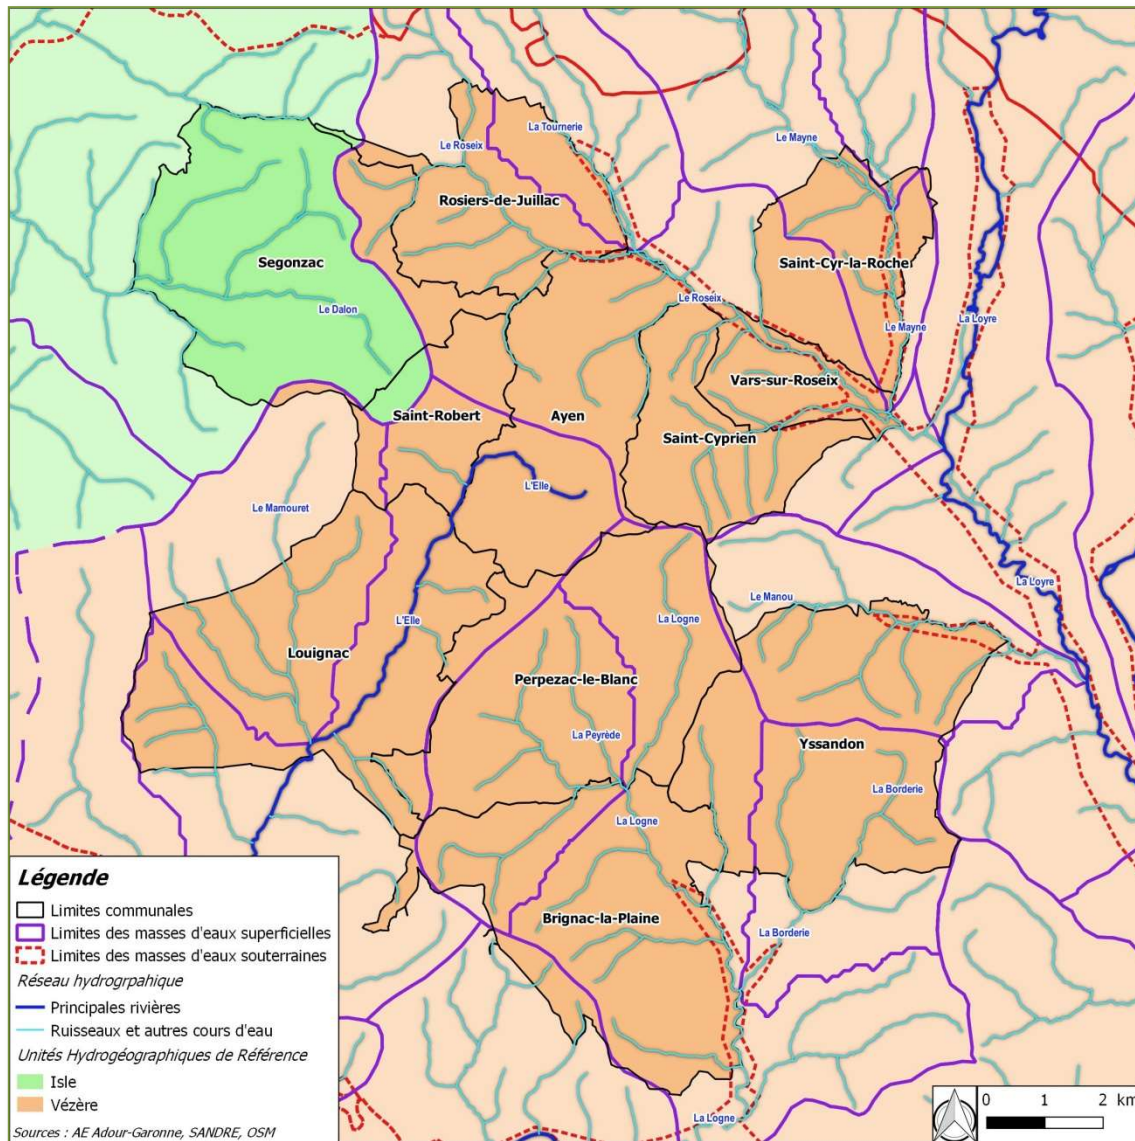 La Tournerie
Le Mayne
Le Roseix
Rosiers-de-Juillac
Segonzac
Saint-Cyr-la-Roche
Le Roseix
Le Dalon
La Loyre
Le Mayne
Vars-sur-Roseix
Saint-Robert
Ayen
Saint-Cyprien
L'Elle
Le Mamouret
La Loyre
Le Manou
L'Elle
La Logne
Louignac
Perpezac-le-Blanc
La Peyrède
Yssandon
La Borderie
La Logne
Brignac-la-Plaine
La Borderie
La Logne
Légende
Limites communales
Limites des masses d'eaux superficielles
Limites des masses d'eaux souterraines
Réseau hydrogrpahique
Principales rivières
Ruisseaux et autres cours d'eau
Unités Hydrogéographiques de Référence
Isle
Vézère
Sources : AE Adour-Garonne, SANDRE, OSM
0 1 2 km